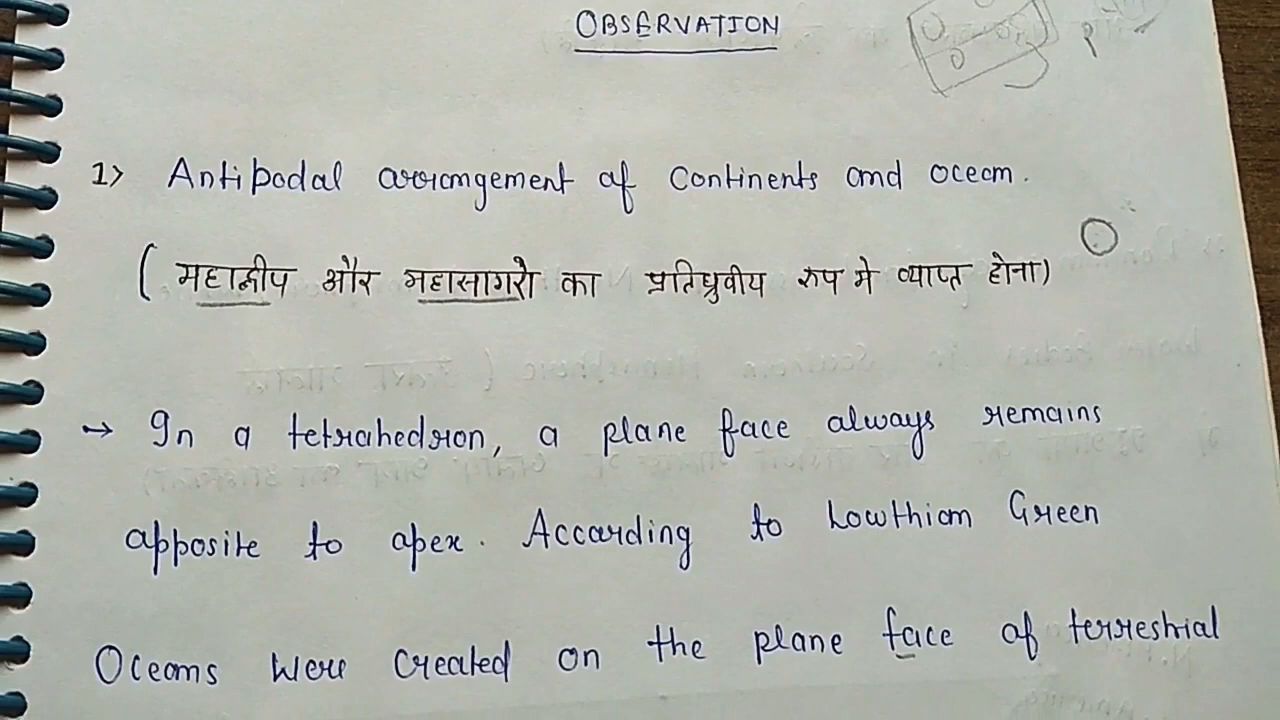 OBSERVATION
1> Antipodal arrangement of continents and ocean.
( महाद्वीप और महासागरो का प्रतिध्रुवीय रुप मे व्याप्त होना)
→ In a tetrahedron, a plane face always remains
opposite to apex. According to Lowthian Green
Oceans were created on the plane face of terrestrial